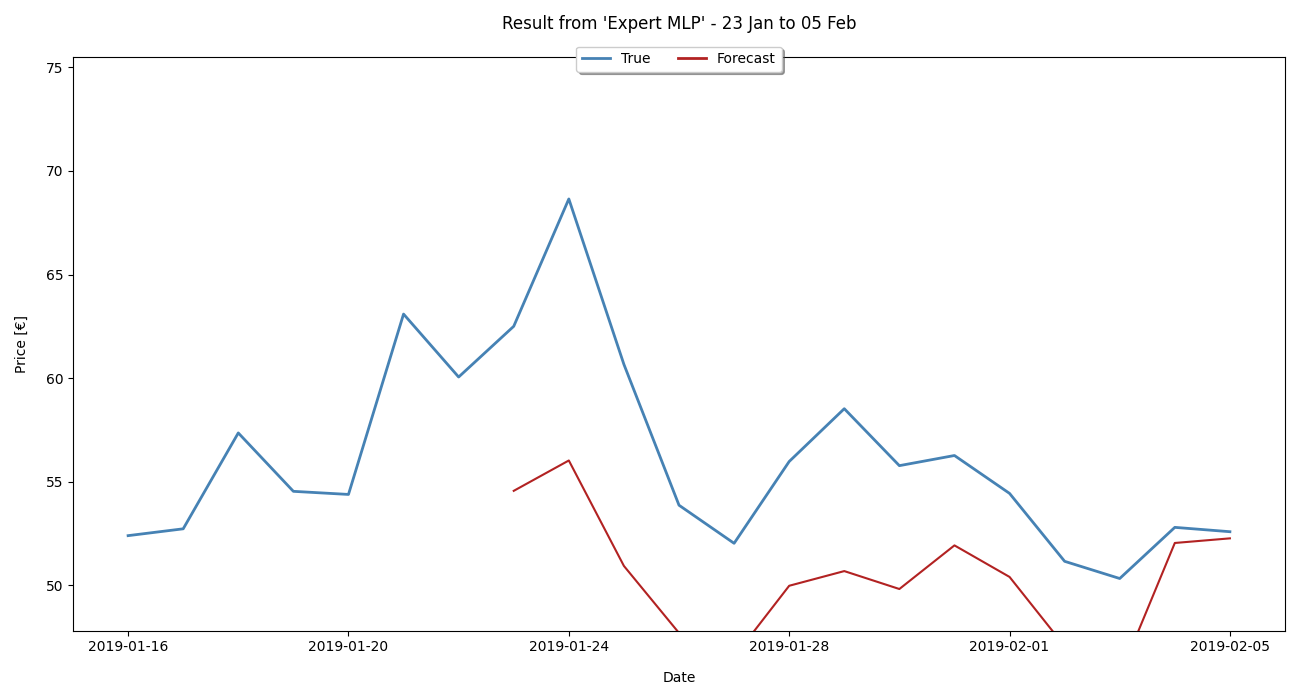 Result from 'Expert MLP' - 23 Jan to 05 Feb
True Forecast
75
70
65
60
55
50
Price [€]
2019-01-16 2019-01-20 2019-01-24 2019-01-28 2019-02-01 2019-02-05
Date